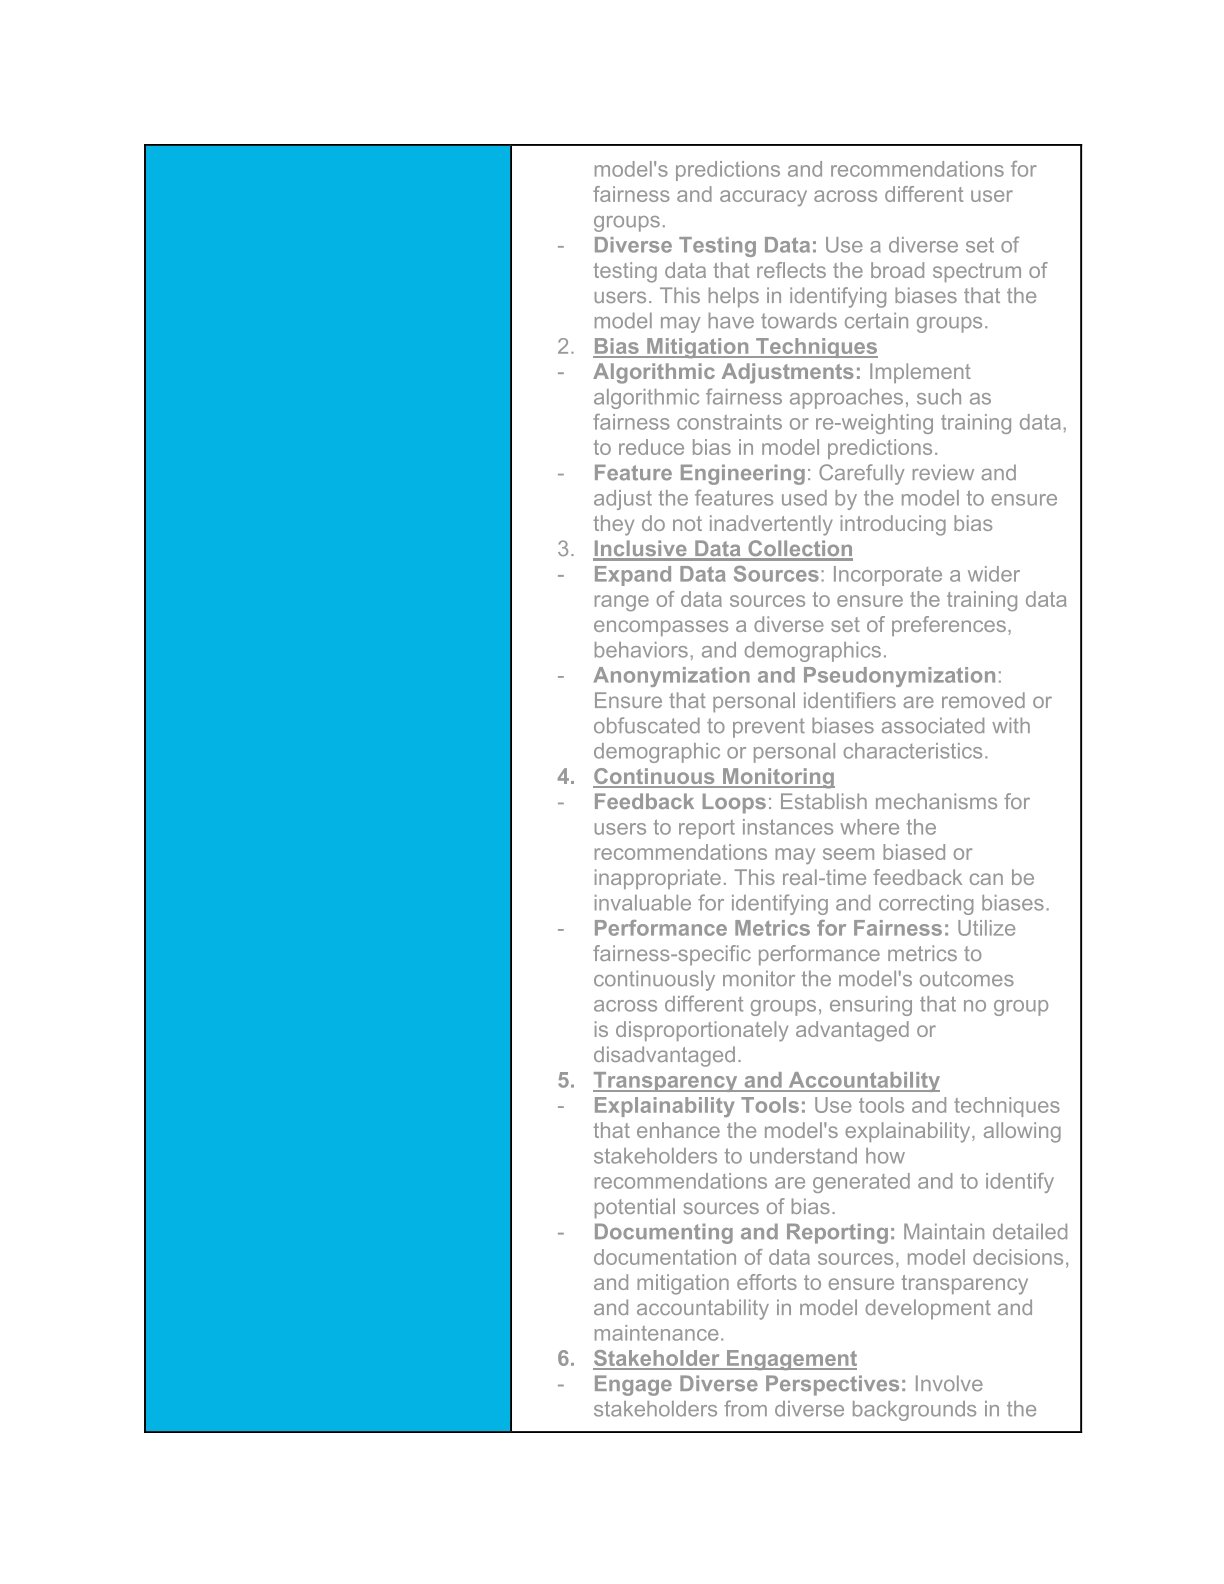 model's predictions and recommendations for
fairness and accuracy across different user
groups.
- Diverse Testing Data: Use a diverse set of
testing data that reflects the broad spectrum of
users. This helps in identifying biases that the
model may have towards certain groups.
2. Bias Mitigation Techniques
- Algorithmic Adjustments: Implement
algorithmic fairness approaches, such as
fairness constraints or re-weighting training data,
to reduce bias in model predictions.
- Feature Engineering: Carefully review and
adjust the features used by the model to ensure
they do not inadvertently introducing bias
3. Inclusive Data Collection
- Expand Data Sources: Incorporate a wider
range of data sources to ensure the training data
encompasses a diverse set of preferences,
behaviors, and demographics.
- Anonymization and Pseudonymization:
Ensure that personal identifiers are removed or
obfuscated to prevent biases associated with
demographic or personal characteristics.
4. Continuous Monitoring
- Feedback Loops: Establish mechanisms for
users to report instances where the
recommendations may seem biased or
inappropriate. This real-time feedback can be
invaluable for identifying and correcting biases.
- Performance Metrics for Fairness: Utilize
fairness-specific performance metrics to
continuously monitor the model's outcomes
across different groups, ensuring that no group
is disproportionately advantaged or
disadvantaged.
5. Transparency and Accountability
- Explainability Tools: Use tools and techniques
that enhance the model's explainability, allowing
stakeholders to understand how
recommendations are generated and to identify
potential sources of bias.
- Documenting and Reporting: Maintain detailed
documentation of data sources, model decisions,
and mitigation efforts to ensure transparency
and accountability in model development and
maintenance.
6. Stakeholder Engagement
- Engage Diverse Perspectives: Involve
stakeholders from diverse backgrounds in the